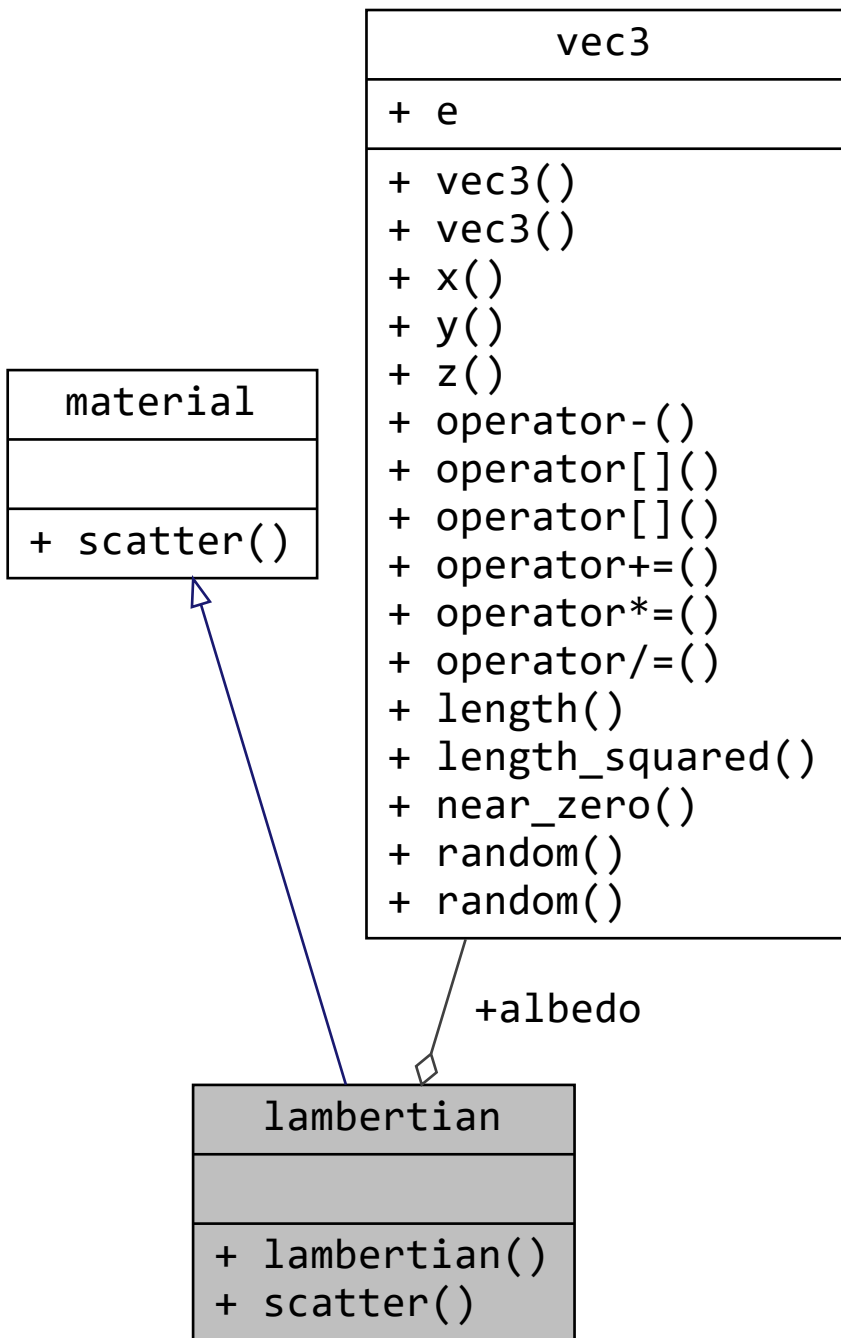 vec3
+ e
+ vec3()
+ vec3()
+ x()
+ y()
+ z()
+ operator-()
+ operator[]()
+ operator[]()
+ operator+=()
+ operator*=()
+ operator/=()
+ length()
+ length_squared()
+ near_zero()
+ random()
+ random()
material
+ scatter()
+albedo
lambertian
+ lambertian()
+ scatter()